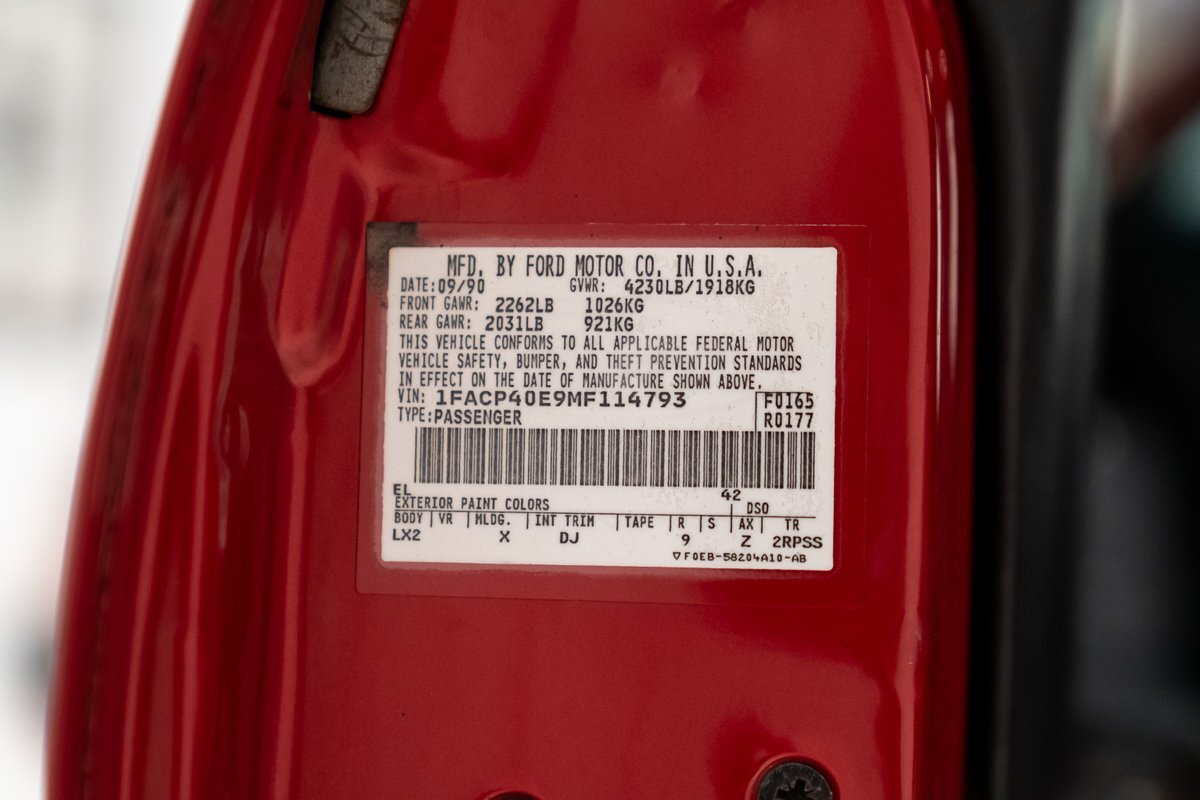 MFD. BY FORD MOTOR CO. IN U.S.A.
DATE:09/90 GVWR: 4230LB/1918KG
FRONT GAWR: 2262LB 1026KG
REAR GAWR: 2031LB 921KG
THIS VEHICLE CONFORMS TO ALL APPLICABLE FEDERAL MOTOR
VEHICLE SAFETY, BUMPER, AND THEFT PREVENTION STANDARDS
IN EFFECT ON THE DATE OF MANUFACTURE SHOWN ABOVE.
VIN: 1FACP40E9MF114793 F0165
TYPE:PASSENGER R0177
EL 42
EXTERIOR PAINT COLORS DSO
BODY VR MLDG. INT TRIM TAPE R S AX TR
LX2 X DJ 9 Z 2RPSS
▽F0EB-58204A10-AB